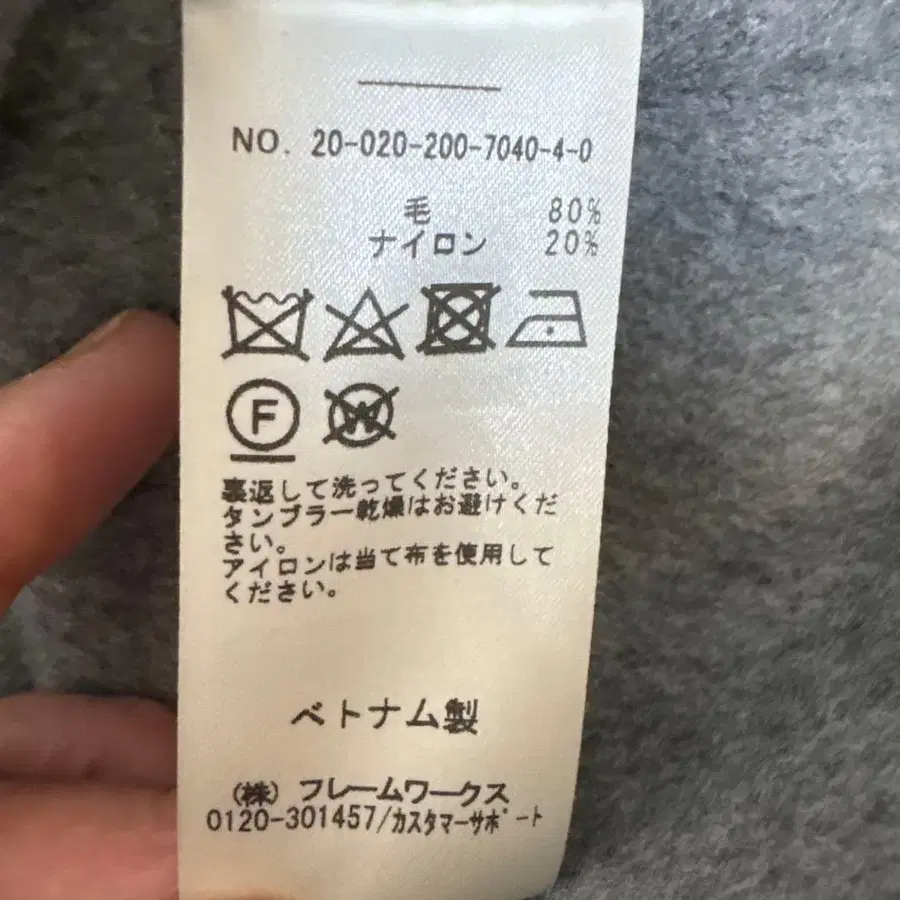 NO. 20-020-200-7040-4-0
毛 80%
ナイロン 20%
F
W
裏返して洗ってください。
タンブラー乾燥はお避けくだ
さい。
アイロンは当て布を使用して
ください。
ベトナム製
(株) フレームワークス
0120-301457/カスタマーサポート